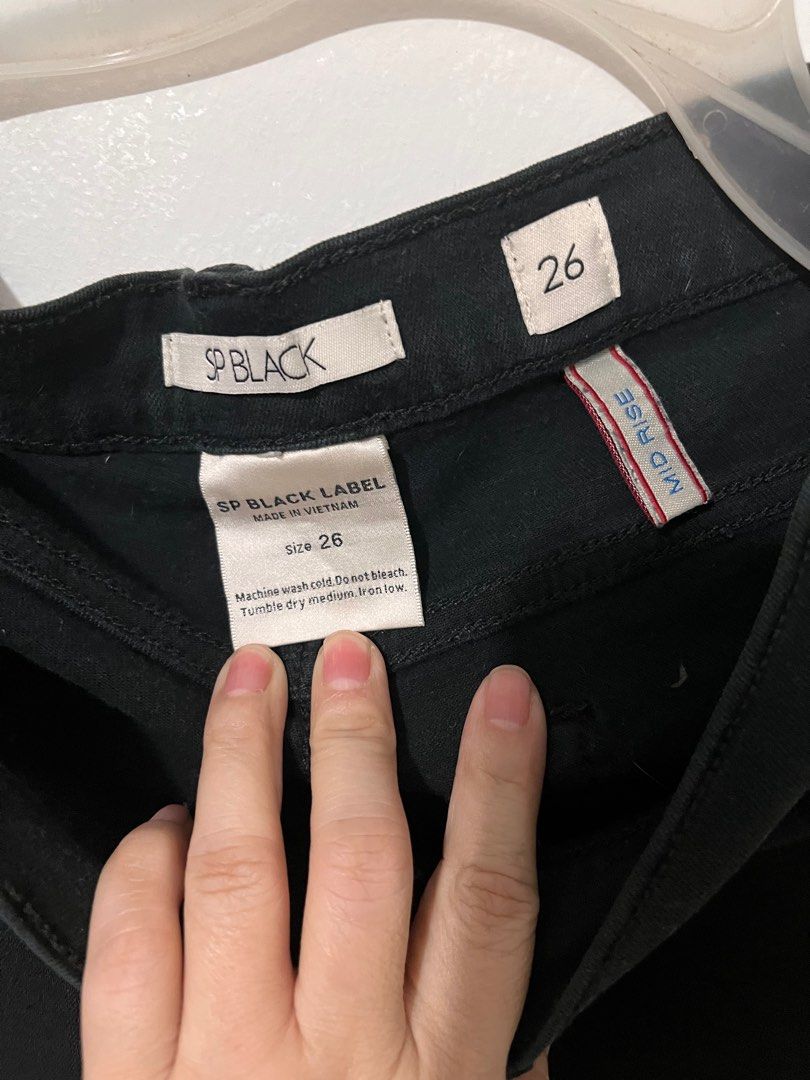 26
SP BLACK
MID RISE
SP BLACK LABEL
MADE IN VIETNAM
size 26
Machine wash cold.Do not bleach.
Tumble dry medium.Iron low.